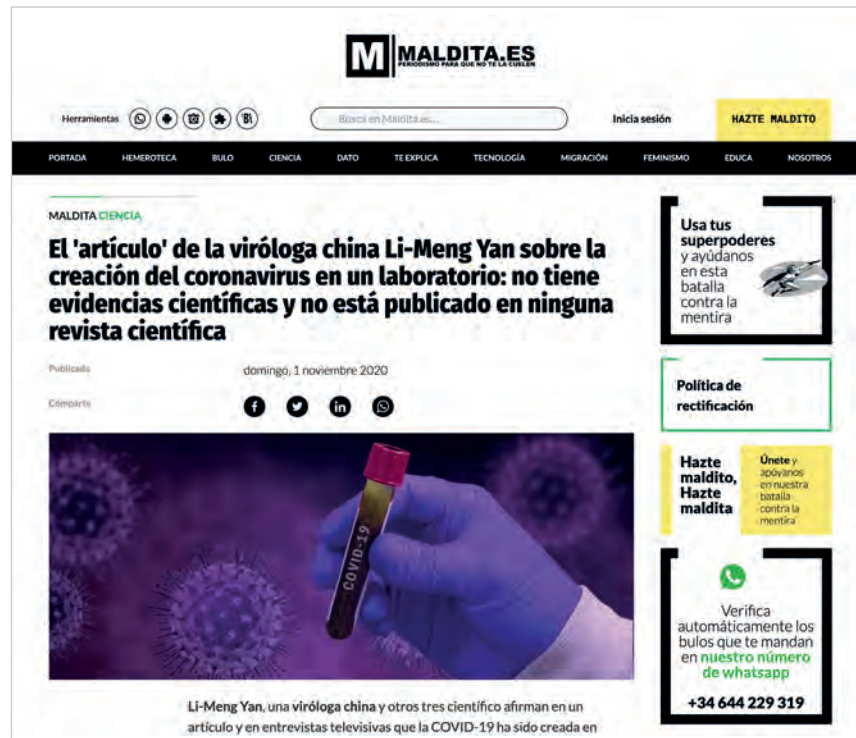 M MALDITA.ES
PERIODISMO PARA QUE NO TE LA CUELEN
Herramientas
Busca en Maldita.es...
Inicia sesión
HAZTE MALDITO
PORTADA HEMEROTECA BULO CIENCIA DATO TE EXPLICA TECNOLOGÍA MIGRACIÓN FEMINISMO EDUCA NOSOTROS
MALDITA CIENCIA
El 'artículo' de la viróloga china Li-Meng Yan sobre la
creación del coronavirus en un laboratorio: no tiene
evidencias científicas y no está publicado en ninguna
revista científica
Publicado
domingo, 1 noviembre 2020
Comparte
COVID-19
Li-Meng Yan, una viróloga china y otros tres científico afirman en un
artículo y en entrevistas televisivas que la COVID-19 ha sido creada en
Usa tus
superpoderes
y ayúdanos
en esta
batalla
contra la
mentira
Política de
rectificación
Hazte
maldito,
Hazte
maldita
Únete y
apóyanos
en nuestra
batalla
contra la
mentira
Verifica
automáticamente los
bulos que te mandan
en nuestro número
de whatsapp
+34 644 229 319